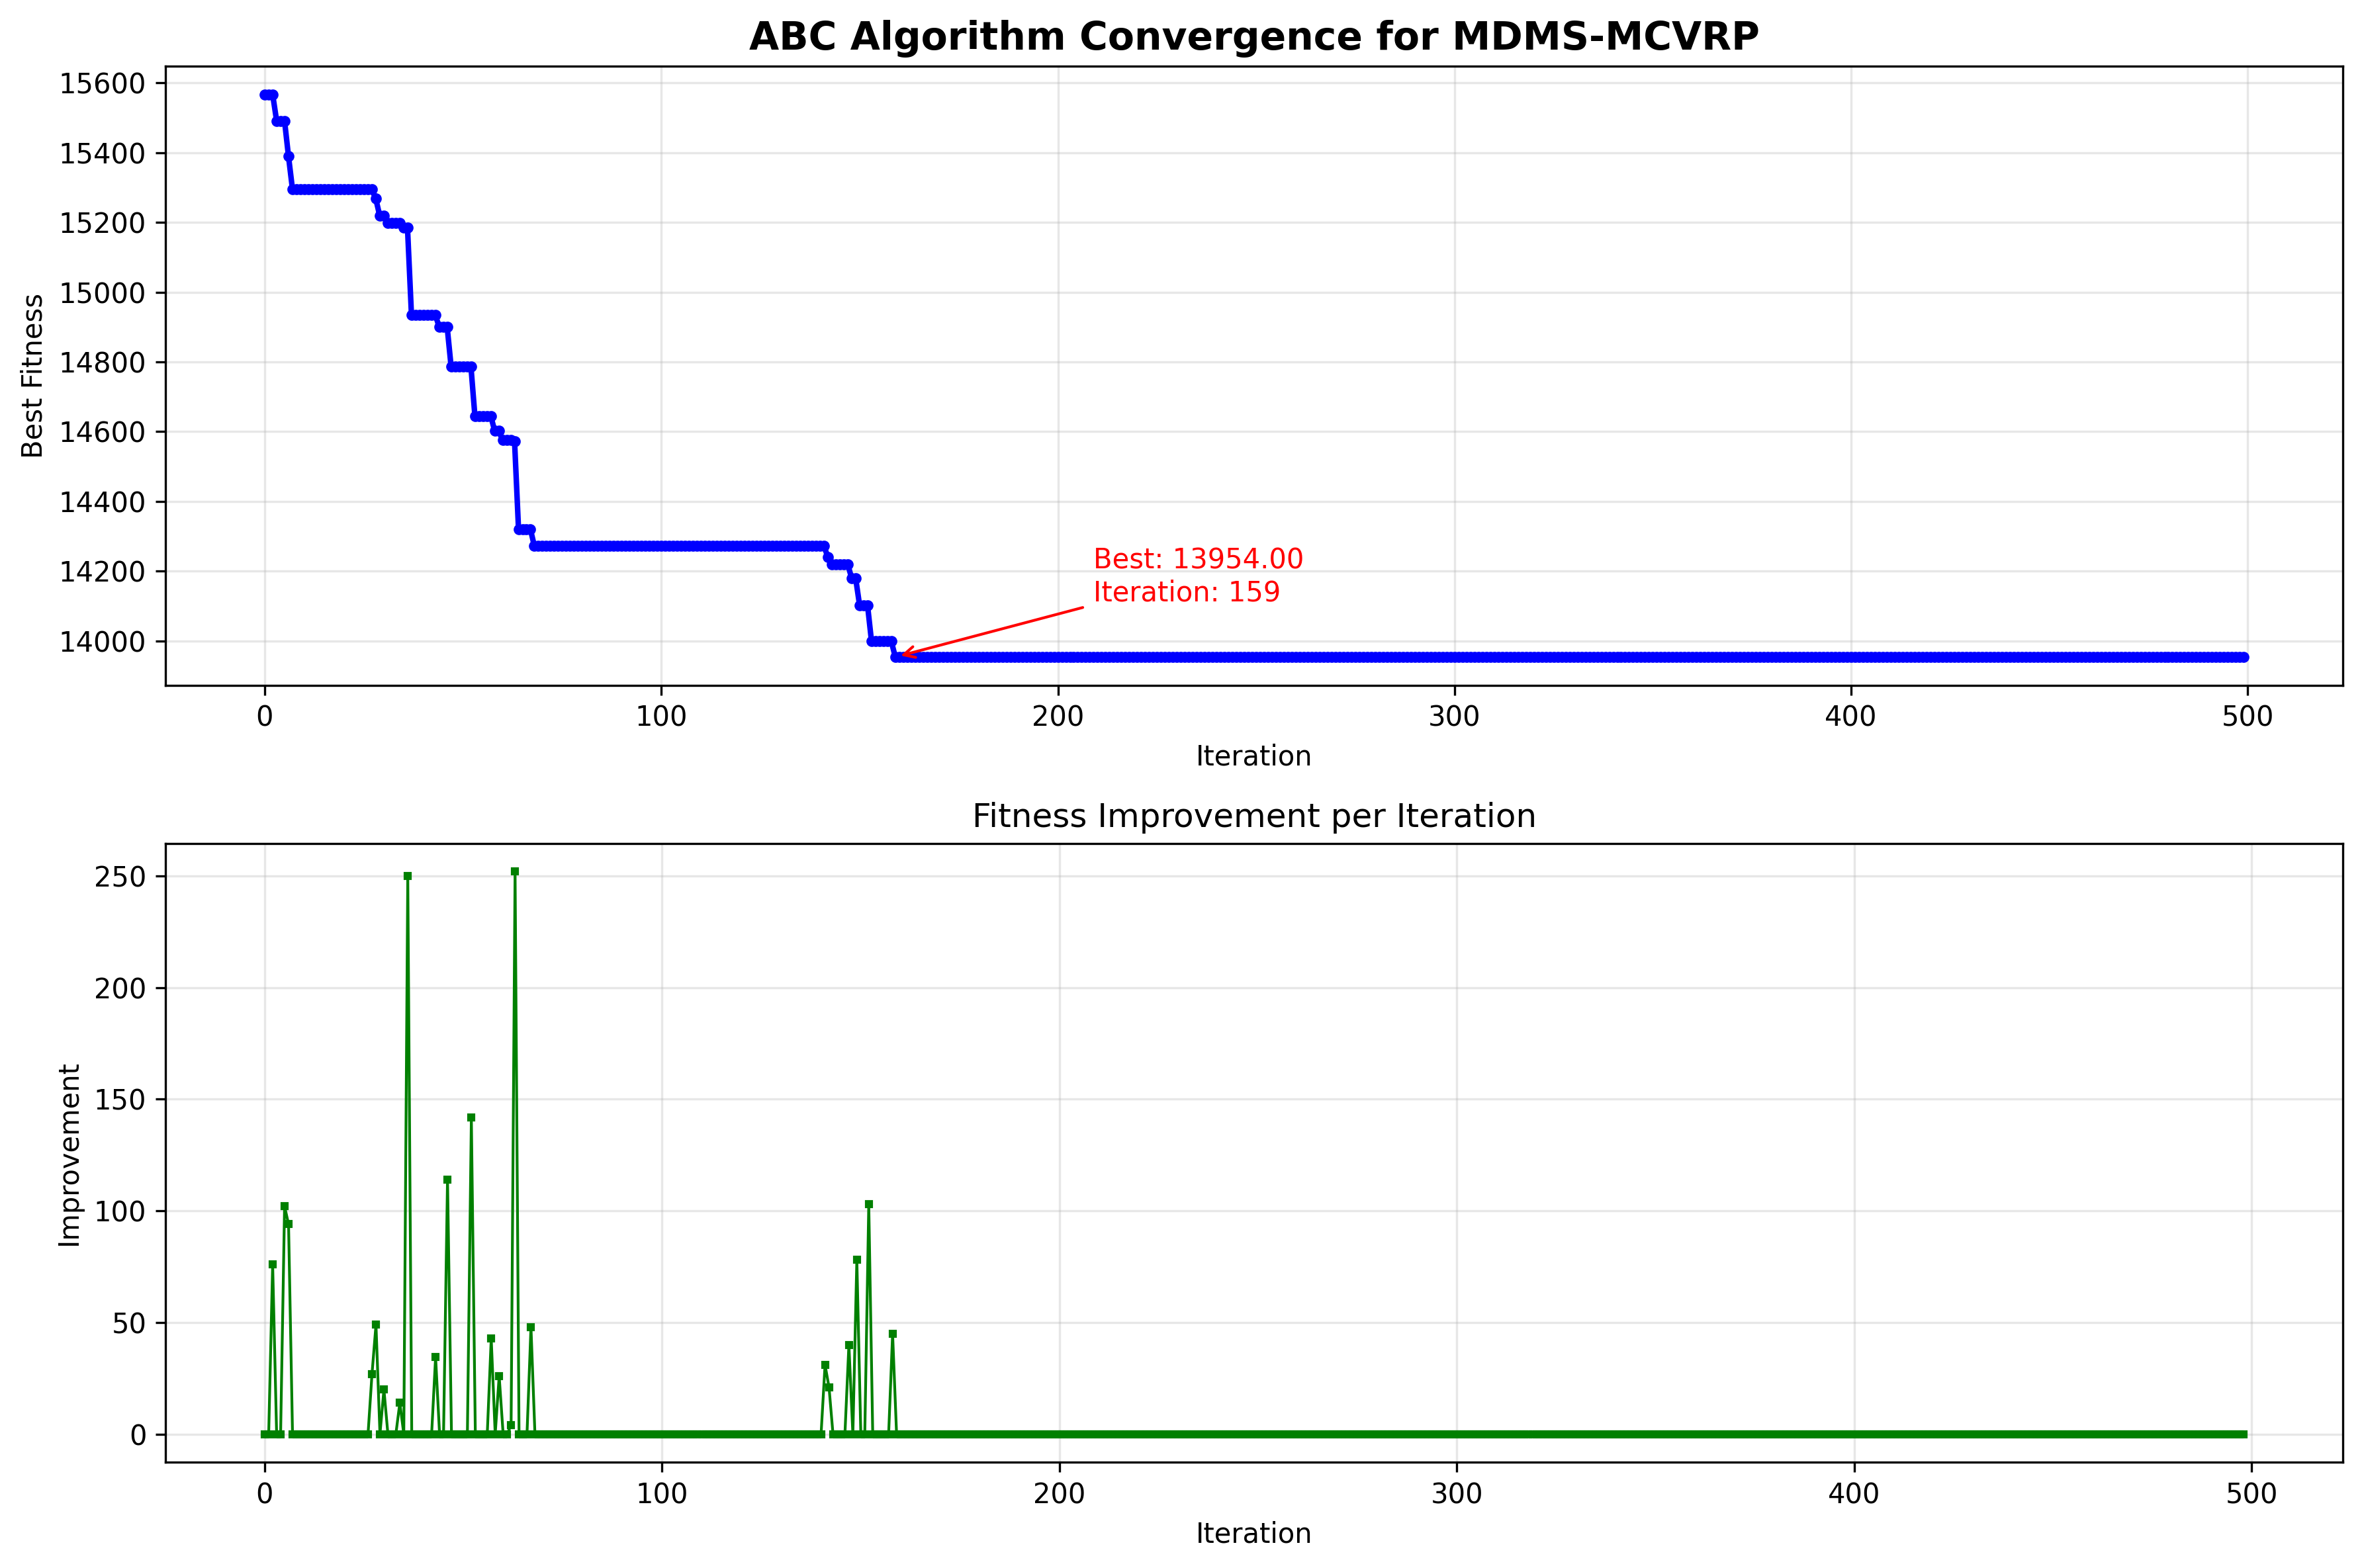 ABC Algorithm Convergence for MDMS-MCVRP
15600
15400
15200
15000
14800
14600
14400
14200
14000
Best Fitness
Best: 13954.00
Iteration: 159
0 100 200 300 400 500
Iteration
Fitness Improvement per Iteration
250
200
150
100
50
0
Improvement
0 100 200 300 400 500
Iteration